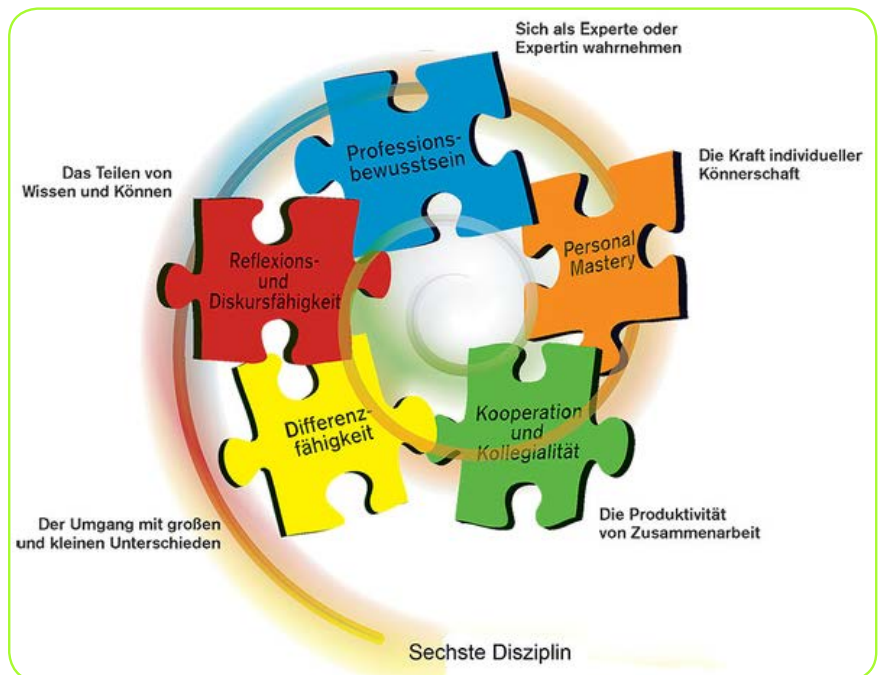 Sich als Experte oder
Expertin wahrnehmen
Professions-
bewusstsein
Die Kraft individueller
Könnerschaft
Personal
Mastery
Das Teilen von
Wissen und Können
Reflexions-
und
Diskursfähigkeit
Differenz-
fähigkeit
Kooperation
und
Kollegialität
Der Umgang mit großen
und kleinen Unterschieden
Die Produktivität
von Zusammenarbeit
Sechste Disziplin